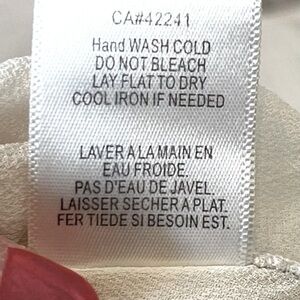 CA#42241
Hand WASH COLD
DO NOT BLEACH
LAY FLAT TO DRY
COOL IRON IF NEEDED
LAVER A LA MAIN EN
EAU FROIDE.
PAS D'EAU DE JAVEL.
LAISSER SECHER A PLAT.
FER TIEDE SI BESOIN EST.